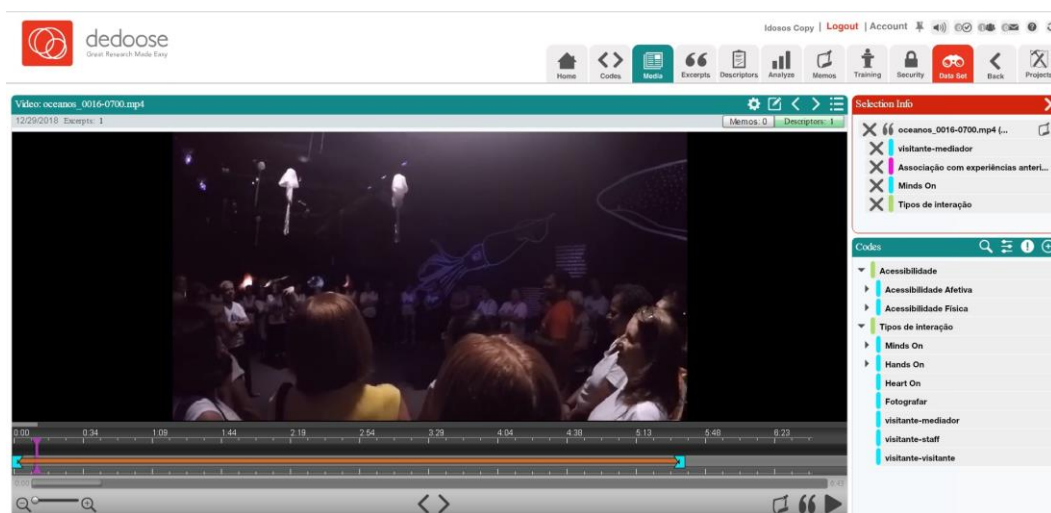 dedoose
Great Research Made Easy
Idosos Copy | Logout | Account
Home
Codes
Media
Excerpts
Descriptors
Analyze
Memos
Training
Security
Data Set
Back
Projects
Video: oceanos_0016-0700.mp4
12/29/2018 Excerpts: 1
Memos: 0
Descriptors: 1
Selection Info
oceanos_0016-0700.mp4 (...
visitante-mediador
Associação com experiências anteri...
Minds On
Tipos de interação
Codes
Acessibilidade
Acessibilidade Afetiva
Acessibilidade Física
Tipos de interação
Minds On
Hands On
Heart On
Fotografar
visitante-mediador
visitante-staff
visitante-visitante
0:00 0:34 1:09 1:44 2:19 2:54 3:29 4:04 4:39 5:13 5:48 6:23
0:00